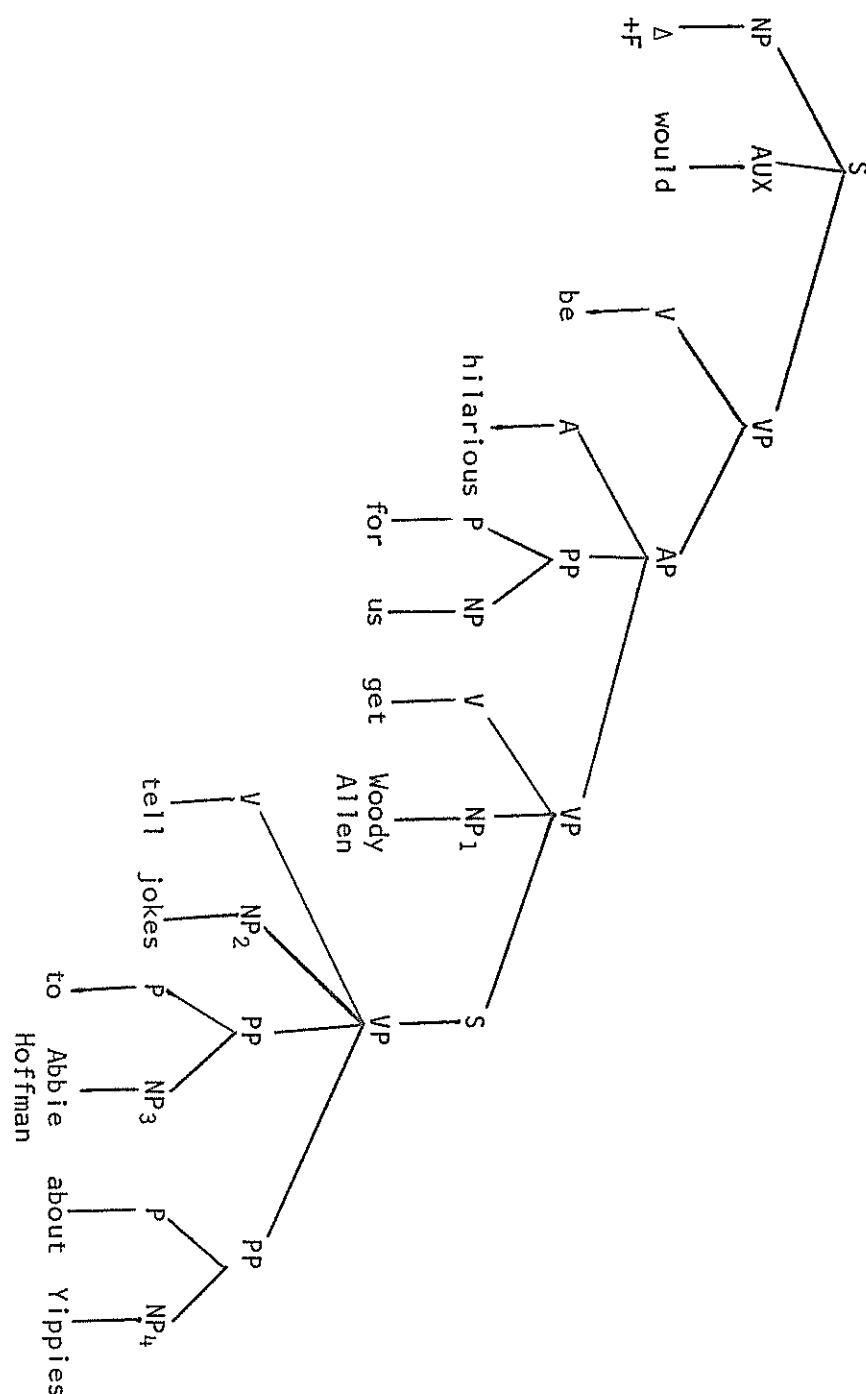 S
NP AUX VP
Δ would V AP
+F be A PP VP
hilarious P NP V NP₁ S
for us get Woody Allen VP
V NP₂ PP PP
tell jokes P NP₃ P NP₄
to Abbie Hoffman about Yippies